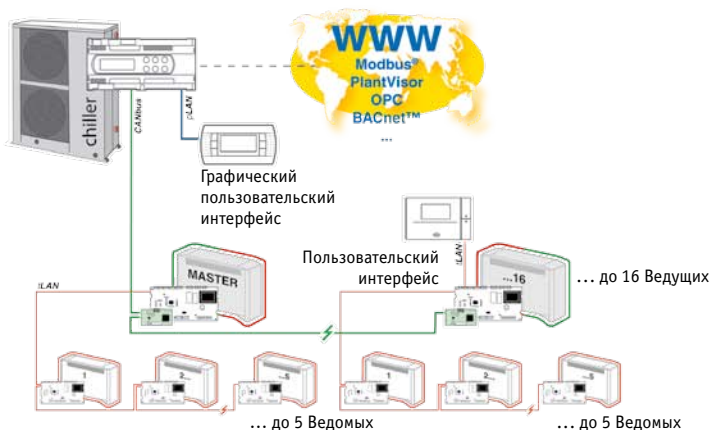 WWW
Modbus®
PlantVisor
OPC
BACnet™
...
chiller
CANbus
pLAN
Графический
пользовательский
интерфейс
Пользовательский
интерфейс
tLAN
tLAN
MASTER
...16
... до 16 Ведущих
1
2...
...5
1
2...
...5
... до 5 Ведомых
... до 5 Ведомых